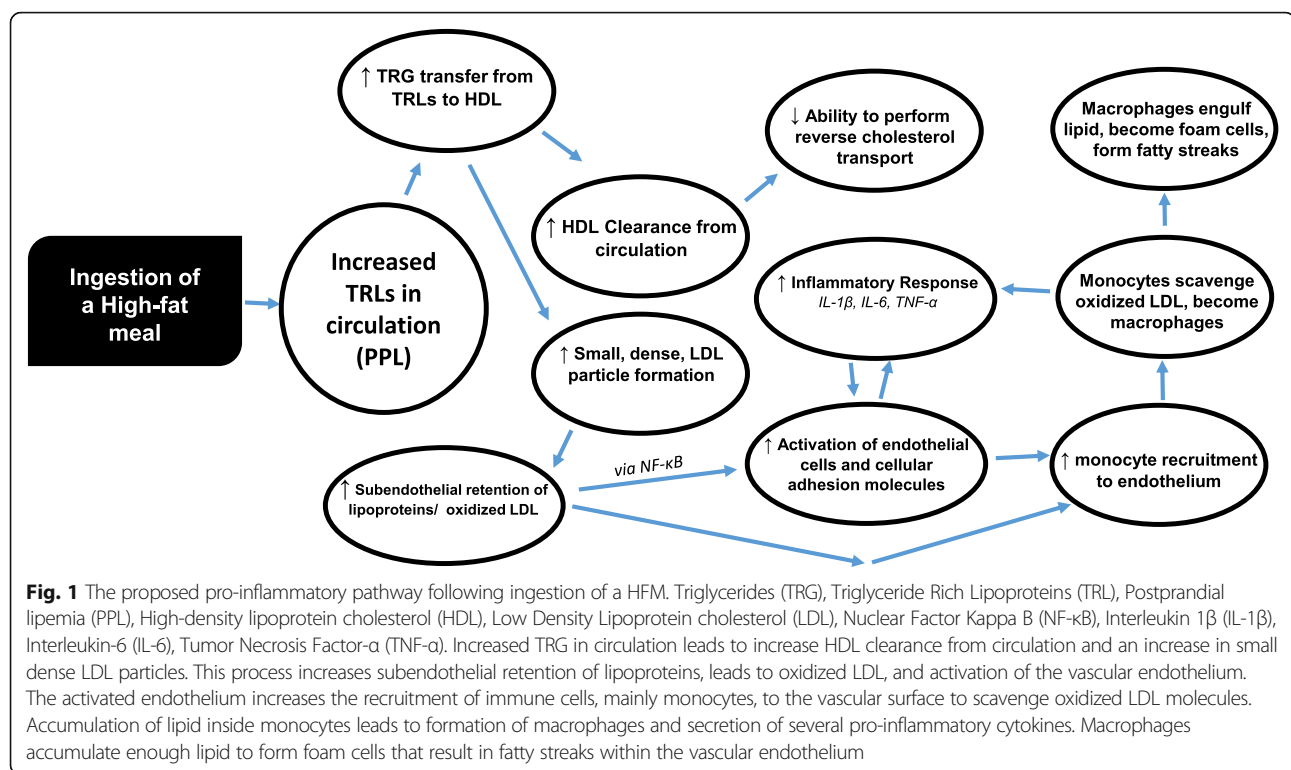 Ingestion of
a High-fat
meal
Increased
TRLs in
circulation
(PPL)
↑ TRG transfer from
TRLs to HDL
↑ HDL Clearance from
circulation
↓ Ability to perform
reverse cholesterol
transport
↑ Small, dense, LDL
particle formation
↑ Subendothelial retention of
lipoproteins/ oxidized LDL
via NF-κB
↑ Activation of endothelial
cells and cellular
adhesion molecules
↑ Inflammatory Response
IL-1β, IL-6, TNF-α
↑ monocyte recruitment
to endothelium
Monocytes scavenge
oxidized LDL, become
macrophages
Macrophages engulf
lipid, become foam cells,
form fatty streaks
Fig. 1 The proposed pro-inflammatory pathway following ingestion of a HFM. Triglycerides (TRG), Triglyceride Rich Lipoproteins (TRL), Postprandial
lipemia (PPL), High-density lipoprotein cholesterol (HDL), Low Density Lipoprotein cholesterol (LDL), Nuclear Factor Kappa B (NF-κB), Interleukin 1β (IL-1β),
Interleukin-6 (IL-6), Tumor Necrosis Factor-α (TNF-α). Increased TRG in circulation leads to increase HDL clearance from circulation and an increase in small
dense LDL particles. This process increases subendothelial retention of lipoproteins, leads to oxidized LDL, and activation of the vascular endothelium.
The activated endothelium increases the recruitment of immune cells, mainly monocytes, to the vascular surface to scavenge oxidized LDL molecules.
Accumulation of lipid inside monocytes leads to formation of macrophages and secretion of several pro-inflammatory cytokines. Macrophages
accumulate enough lipid to form foam cells that result in fatty streaks within the vascular endothelium